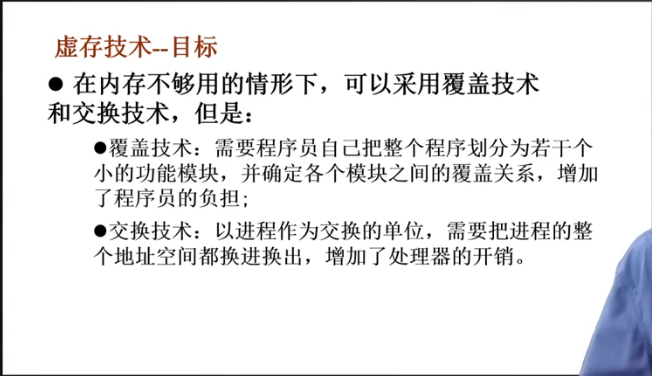 虚存技术--目标
● 在内存不够用的情形下，可以采用覆盖技术
和交换技术，但是：
●覆盖技术：需要程序员自己把整个程序划分为若干个
小的功能模块，并确定各个模块之间的覆盖关系，增加
了程序员的负担;
●交换技术：以进程作为交换的单位，需要把进程的整
个地址空间都换进换出，增加了处理器的开销。